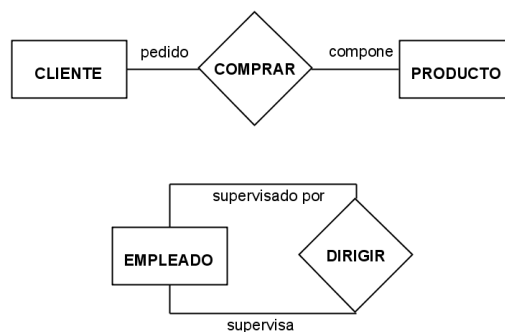 pedido
compone
CLIENTE
COMPRAR
PRODUCTO
supervisado por
EMPLEADO
DIRIGIR
supervisa